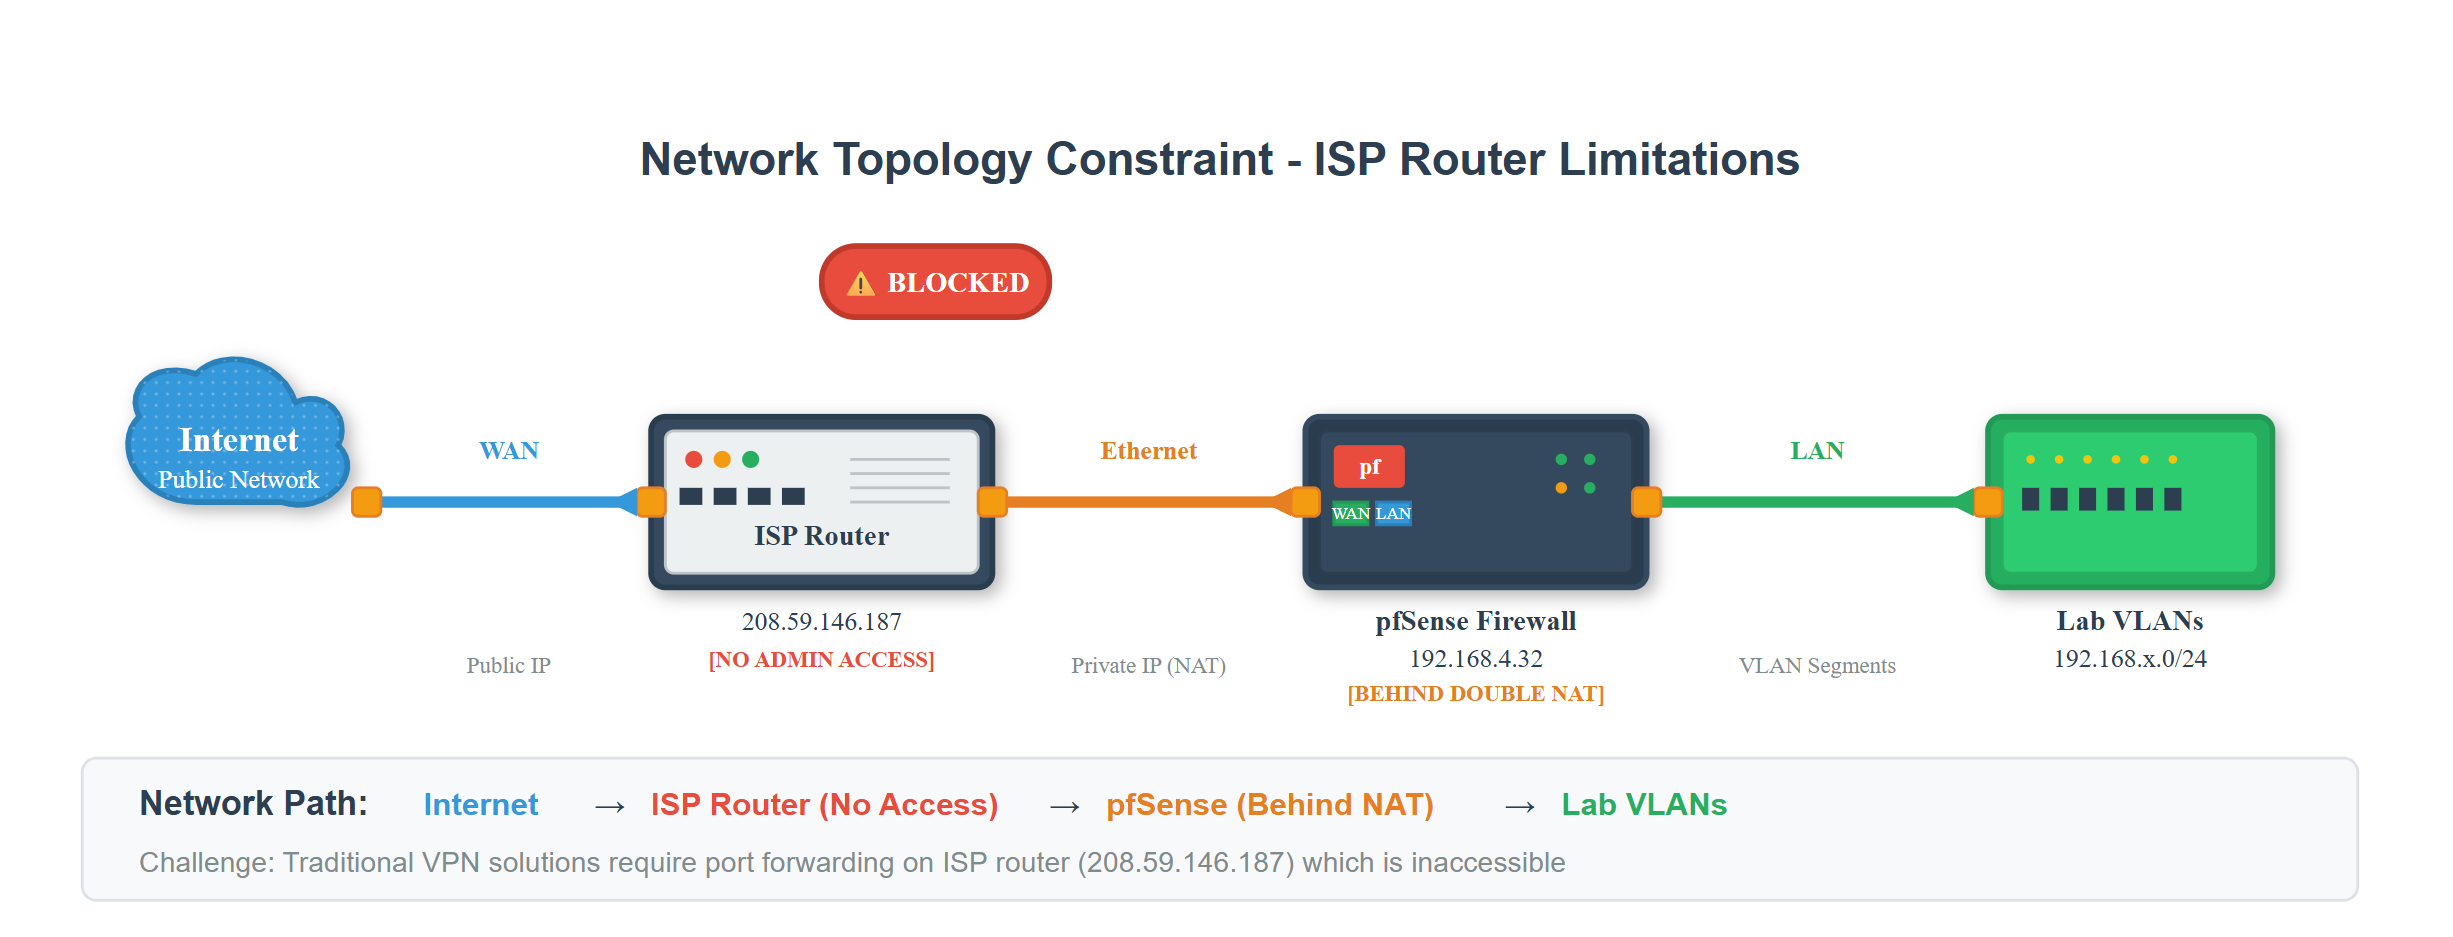 Network Topology Constraint - ISP Router Limitations
⚠ BLOCKED
Internet
Public Network
WAN
ISP Router
Ethernet
pf
WAN LAN
LAN
208.59.146.187
[NO ADMIN ACCESS]
Public IP
Private IP (NAT)
pfSense Firewall
192.168.4.32
[BEHIND DOUBLE NAT]
VLAN Segments
Lab VLANs
192.168.x.0/24
Network Path: Internet → ISP Router (No Access) → pfSense (Behind NAT) → Lab VLANs
Challenge: Traditional VPN solutions require port forwarding on ISP router (208.59.146.187) which is inaccessible